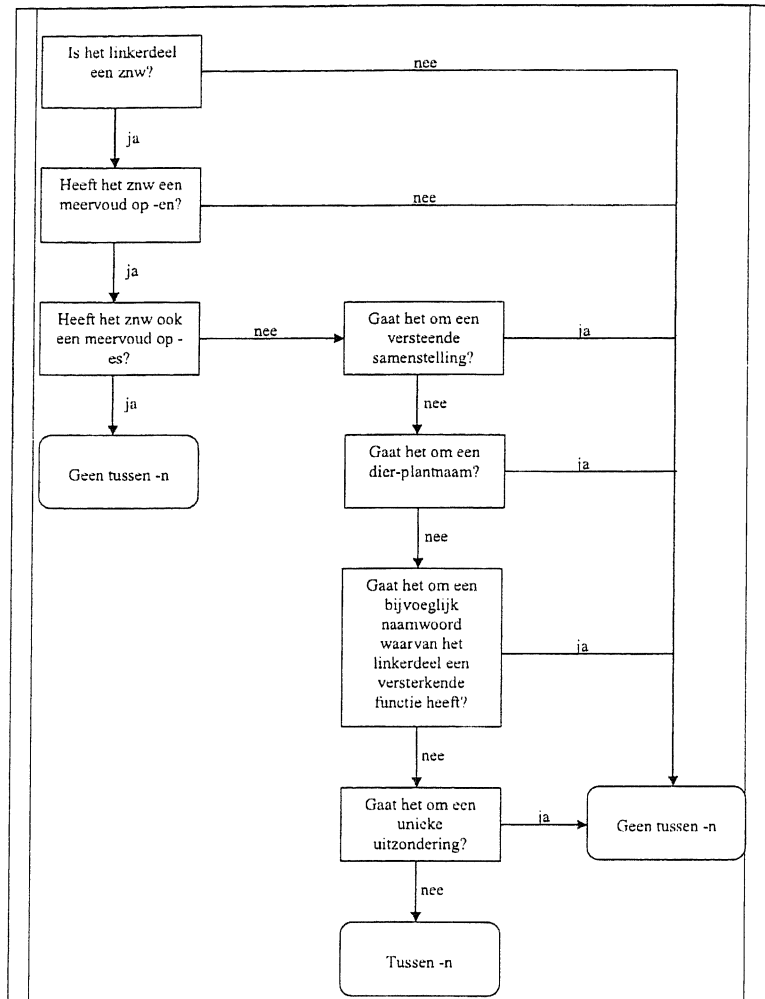 Is het linkerdeel
een znw?
nee
ja
Heeft het znw een
meervoud op -en?
nee
ja
Heeft het znw ook
een meervoud op -
es?
nee
Gaat het om een
versteende
samenstelling?
ja
ja
nee
Geen tussen -n
Gaat het om een
dier-plantnaam?
ja
nee
Gaat het om een
bijvoeglijk
naamwoord
waarvan het
linkerdeel een
versterkende
functie heeft?
ja
nee
Gaat het om een
unieke
uitzondering?
ja
Geen tussen -n
nee
Tussen -n